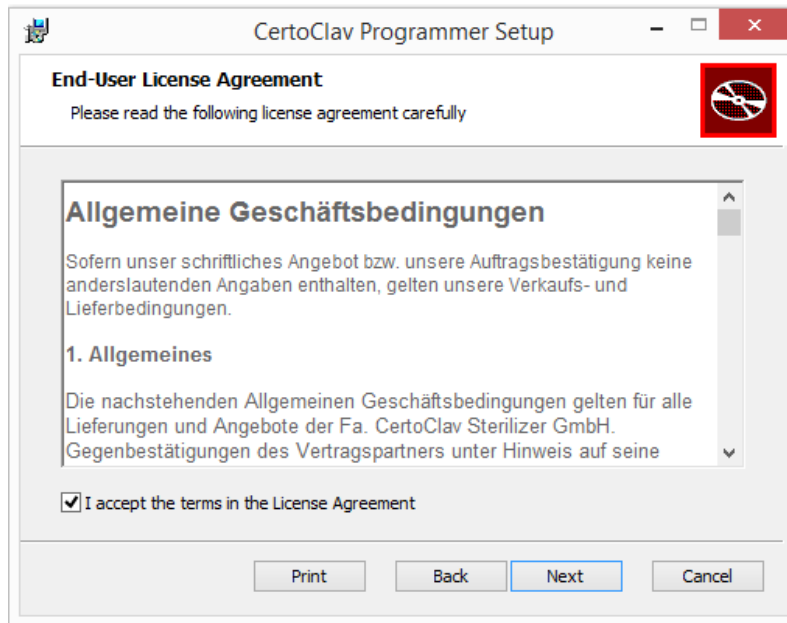 CertoClav Programmer Setup
End-User License Agreement
Please read the following license agreement carefully
Allgemeine Geschäftsbedingungen
Sofern unser schriftliches Angebot bzw. unsere Auftragsbestätigung keine
anderslautenden Angaben enthalten, gelten unsere Verkaufs- und
Lieferbedingungen.
1. Allgemeines
Die nachstehenden Allgemeinen Geschäftsbedingungen gelten für alle
Lieferungen und Angebote der Fa. CertoClav Sterilizer GmbH.
Gegenbestätigungen des Vertragspartners unter Hinweis auf seine
I accept the terms in the License Agreement
Print Back Next Cancel